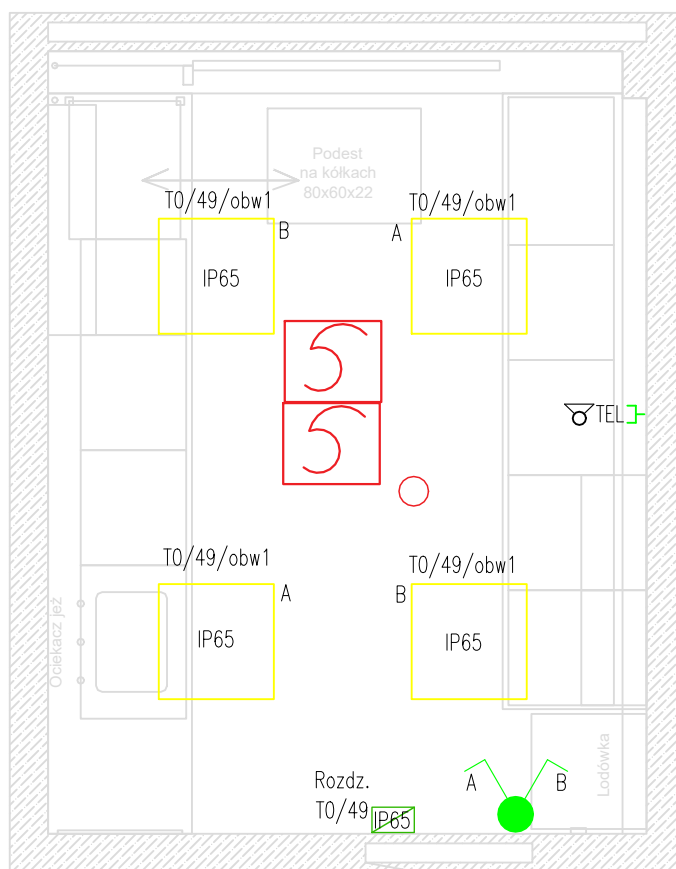 Podest
na kółkach
80x60x22
T0/49/obw1
T0/49/obw1
B
A
IP65
IP65
TEL
T0/49/obw1
T0/49/obw1
A
B
IP65
IP65
Ociekacz jeż
Lodówka
A
B
Rozdz.
T0/49
IP65